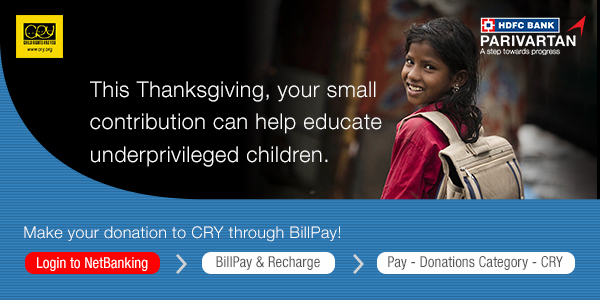 CRY
CHILD RIGHTS AND YOU
www.cry.org
HDFC BANK
PARIVARTAN
A step towards progress
This Thanksgiving, your small
contribution can help educate
underprivileged children.
Make your donation to CRY through BillPay!
Login to NetBanking
BillPay & Recharge
Pay - Donations Category - CRY